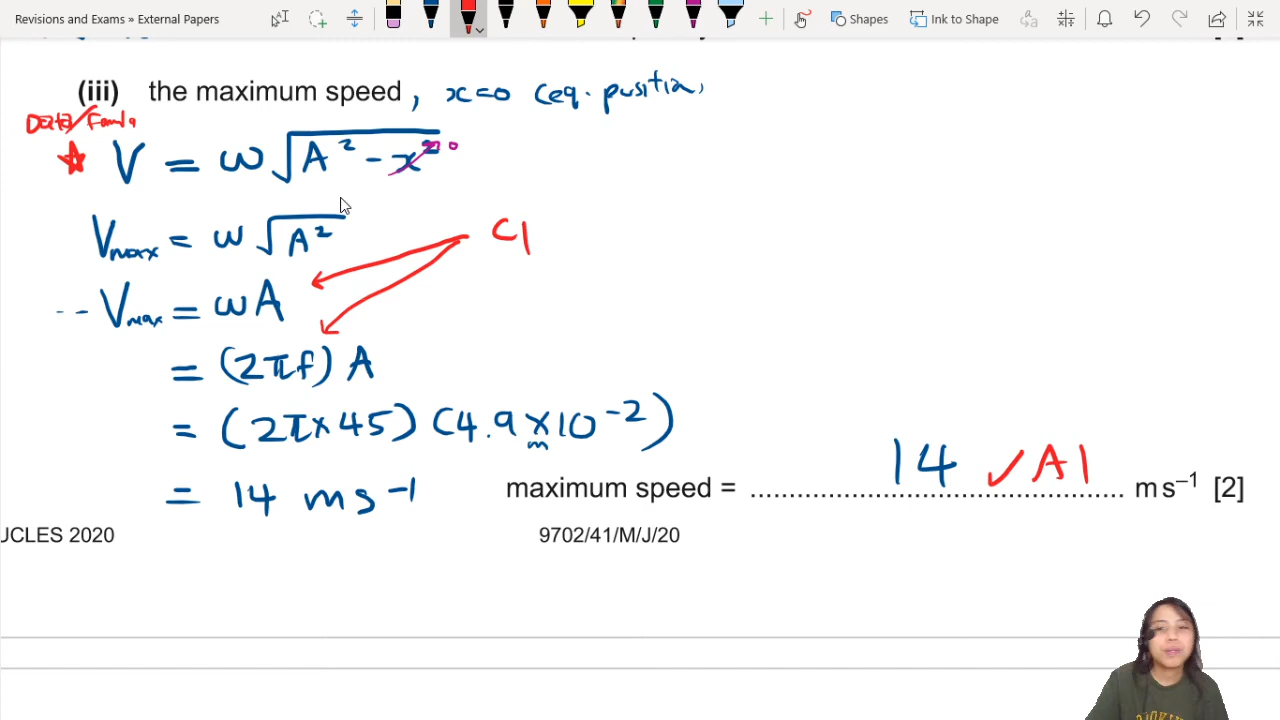 Revisions and Exams » External Papers
Shapes
Ink to Shape
(iii) the maximum speed , x=0 (eq. position)
Data/Formula
V = ω√A² - x² 0
Vmax = ω√A²
C1
Vmax = ωA
= (2πf) A
= (2π×45) (4.9×10⁻²)
m
= 14 ms⁻¹
14 ✓ A1
maximum speed = ........................................................ m s⁻¹ [2]
UCLES 2020
9702/41/M/J/20